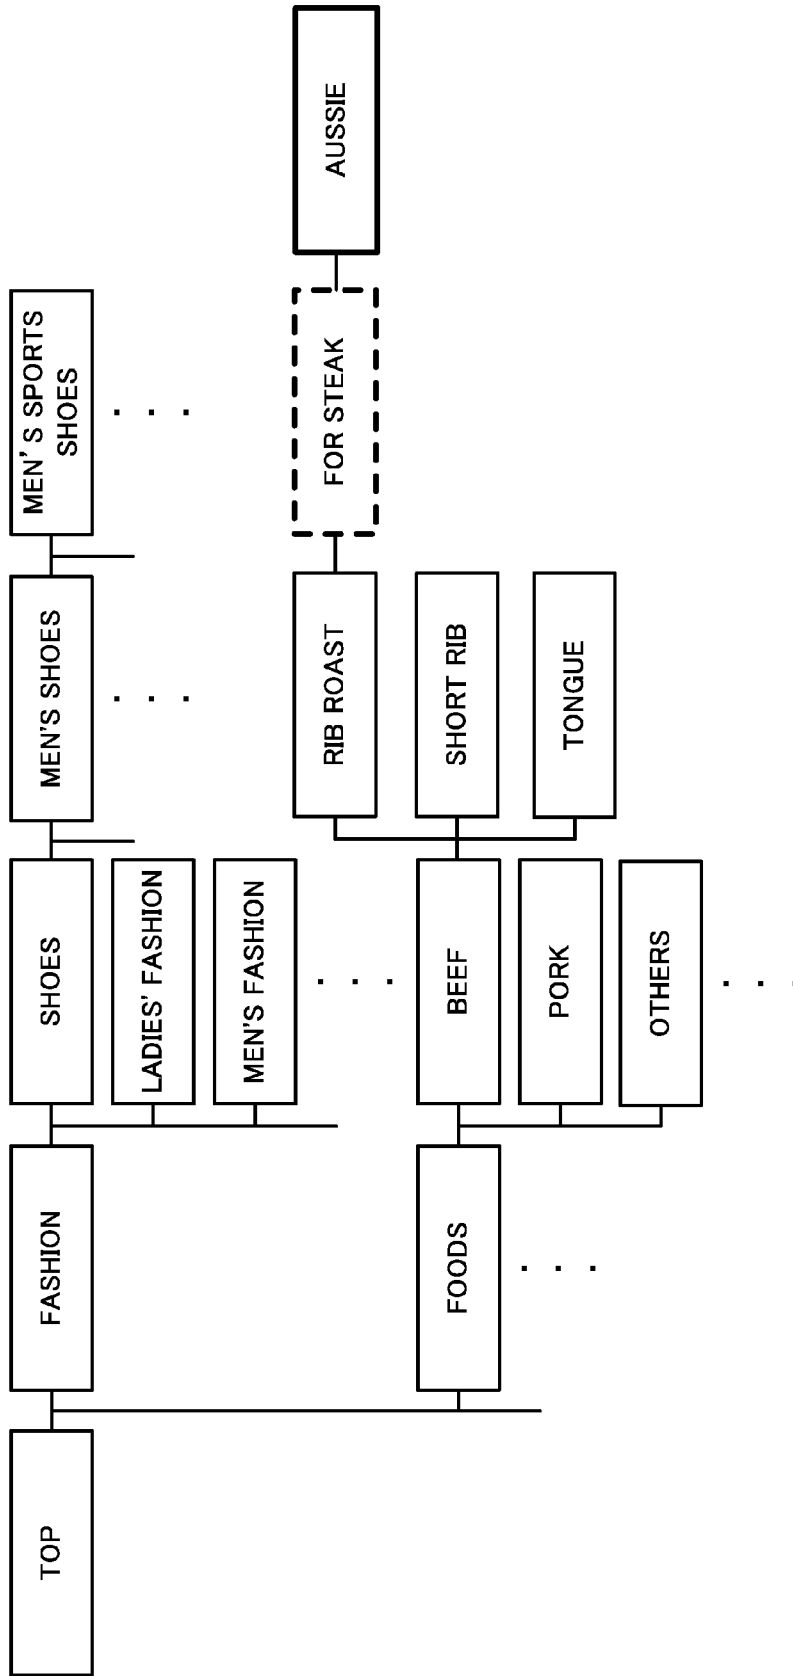 TOP
FASHION
SHOES
MEN'S SHOES
MEN' S SPORTS
SHOES
. . .
. . .
LADIES' FASHION
MEN'S FASHION
. . .
FOODS
. . .
BEEF
RIB ROAST
FOR STEAK
AUSSIE
SHORT RIB
TONGUE
PORK
OTHERS
. . .